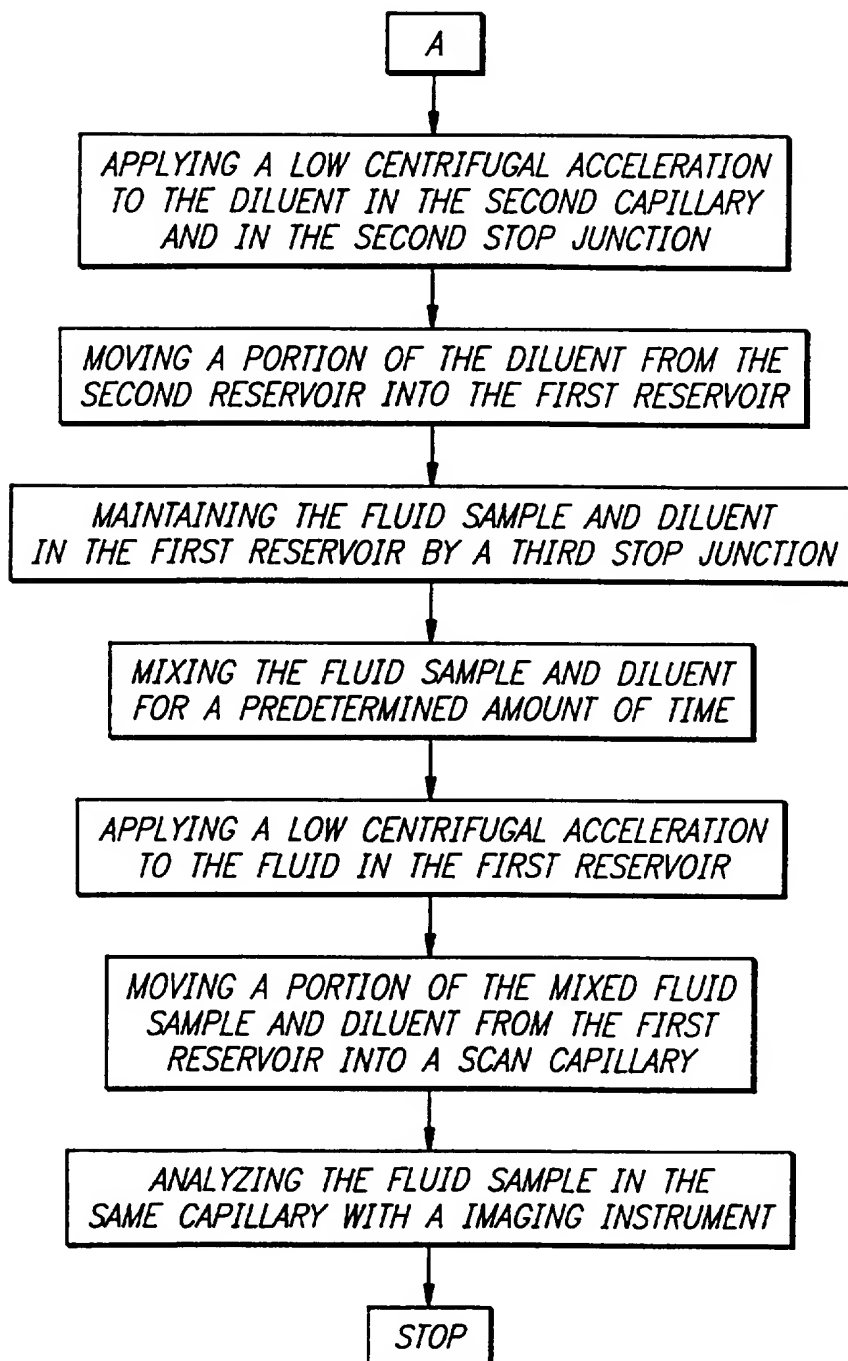 A
APPLYING A LOW CENTRIFUGAL ACCELERATION
TO THE DILUENT IN THE SECOND CAPILLARY
AND IN THE SECOND STOP JUNCTION
MOVING A PORTION OF THE DILUENT FROM THE
SECOND RESERVOIR INTO THE FIRST RESERVOIR
MAINTAINING THE FLUID SAMPLE AND DILUENT
IN THE FIRST RESERVOIR BY A THIRD STOP JUNCTION
MIXING THE FLUID SAMPLE AND DILUENT
FOR A PREDETERMINED AMOUNT OF TIME
APPLYING A LOW CENTRIFUGAL ACCELERATION
TO THE FLUID IN THE FIRST RESERVOIR
MOVING A PORTION OF THE MIXED FLUID
SAMPLE AND DILUENT FROM THE FIRST
RESERVOIR INTO A SCAN CAPILLARY
ANALYZING THE FLUID SAMPLE IN THE
SAME CAPILLARY WITH A IMAGING INSTRUMENT
STOP